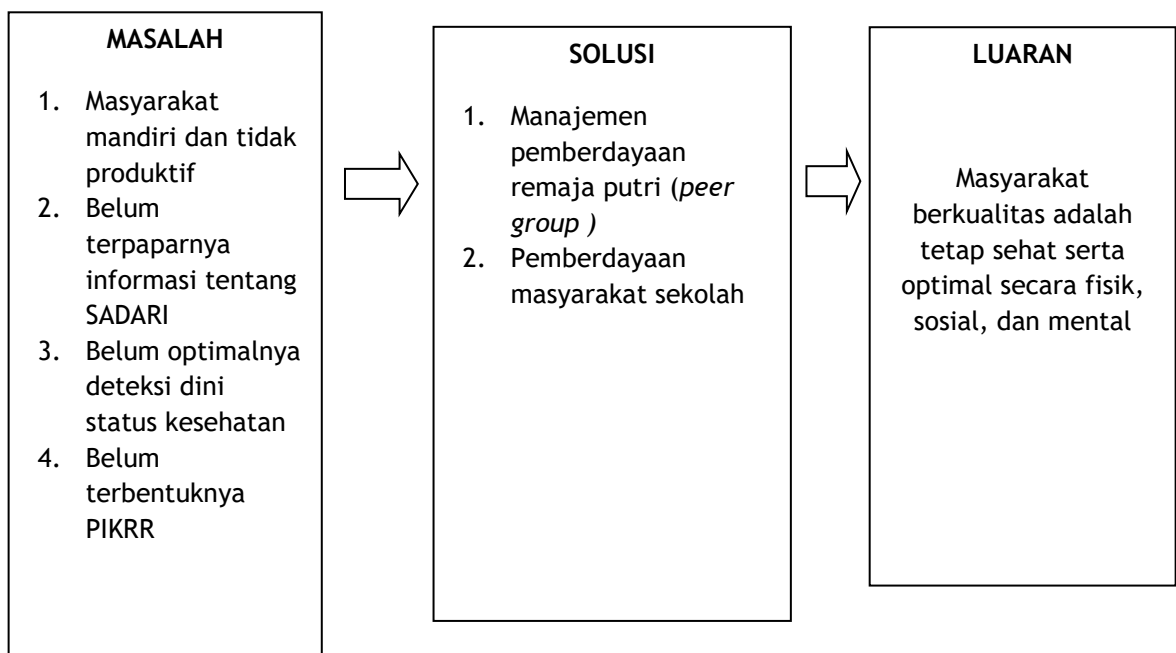 MASALAH
1. Masyarakat
mandiri dan tidak
produktif
2. Belum
terpaparnya
informasi tentang
SADARI
3. Belum optimalnya
deteksi dini
status kesehatan
4. Belum
terbentuknya
PIKRR
SOLUSI
1. Manajemen
pemberdayaan
remaja putri (peer
group )
2. Pemberdayaan
masyarakat sekolah
LUARAN
Masyarakat
berkualitas adalah
tetap sehat serta
optimal secara fisik,
sosial, dan mental